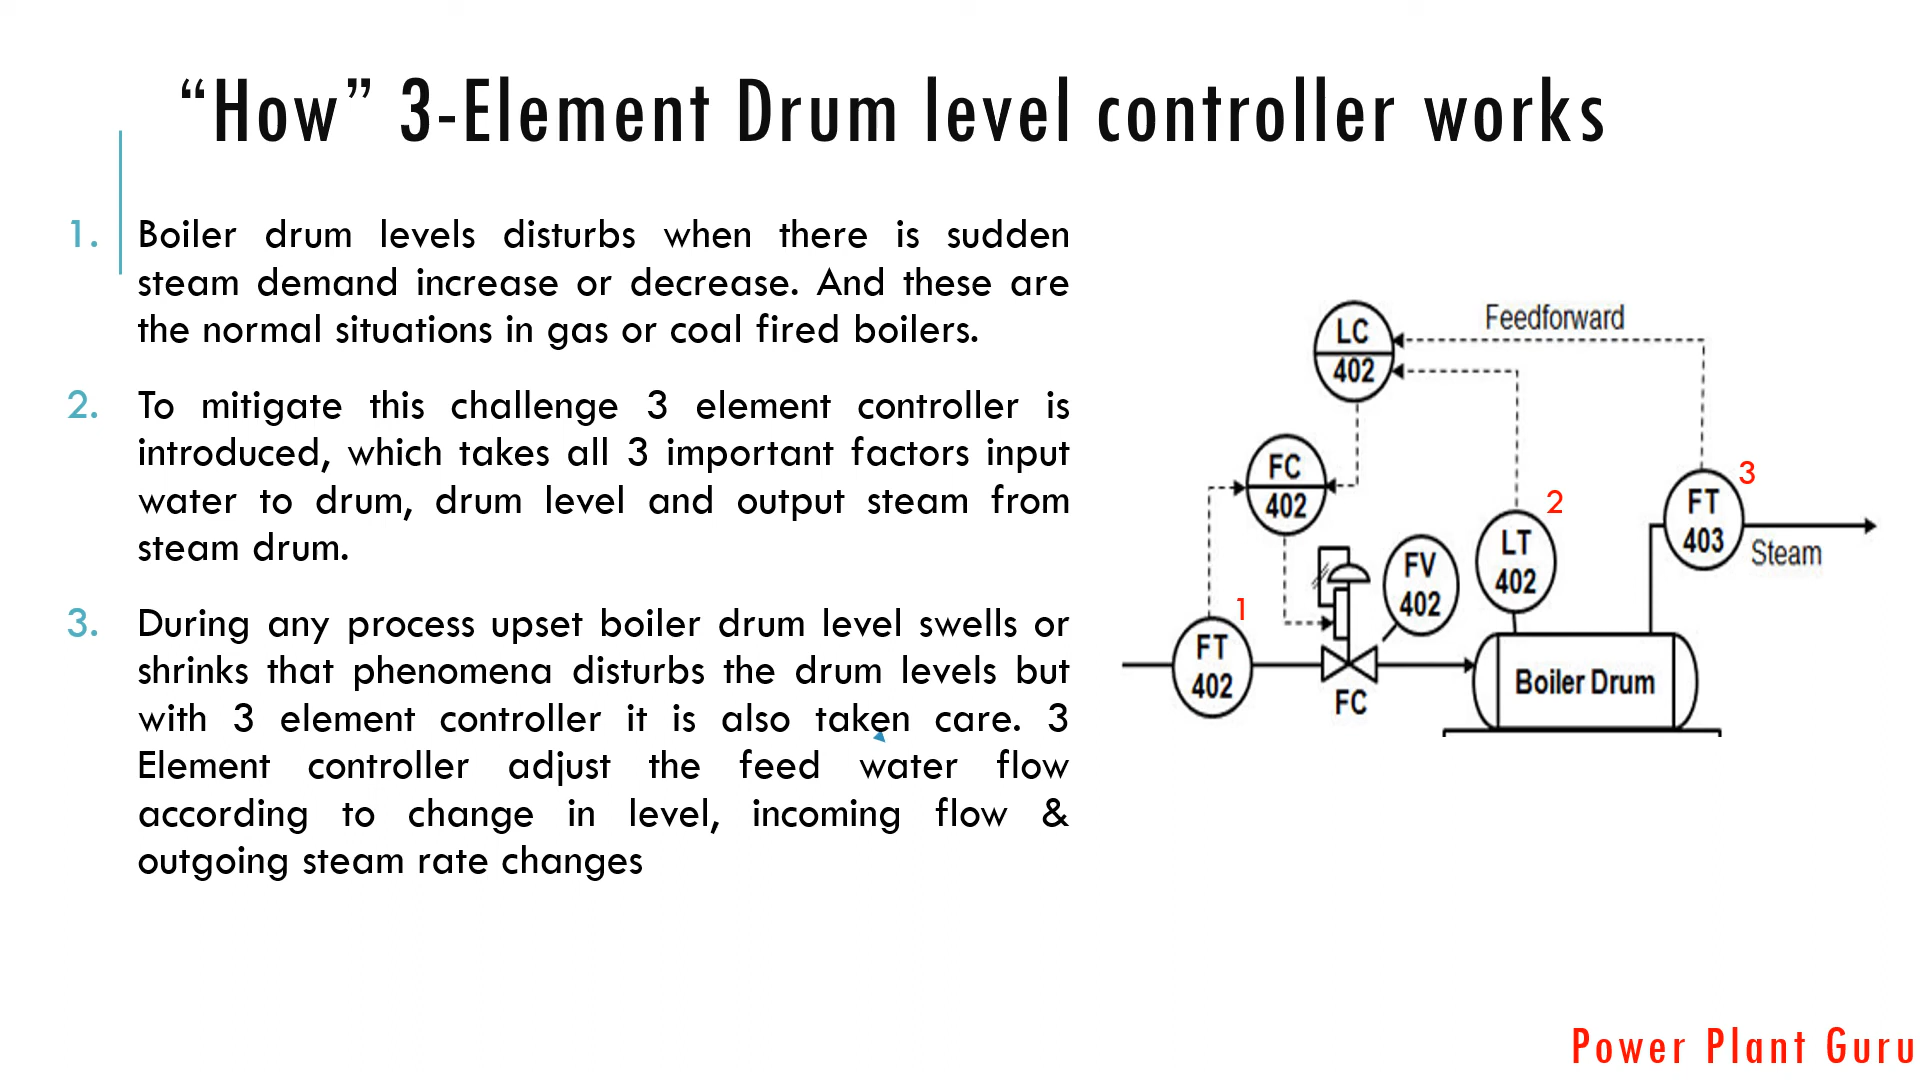 “How” 3-Element Drum level controller works
1. Boiler drum levels disturbs when there is sudden
steam demand increase or decrease. And these are
the normal situations in gas or coal fired boilers.
2. To mitigate this challenge 3 element controller is
introduced, which takes all 3 important factors input
water to drum, drum level and output steam from
steam drum.
3. During any process upset boiler drum level swells or
shrinks that phenomena disturbs the drum levels but
with 3 element controller it is also taken care. 3
Element controller adjust the feed water flow
according to change in level, incoming flow &
outgoing steam rate changes
Feedforward
LC
402
FC
402
3
FT
403
Steam
2
LT
402
FV
402
1
FT
402
FC
Boiler Drum
Power Plant Guru